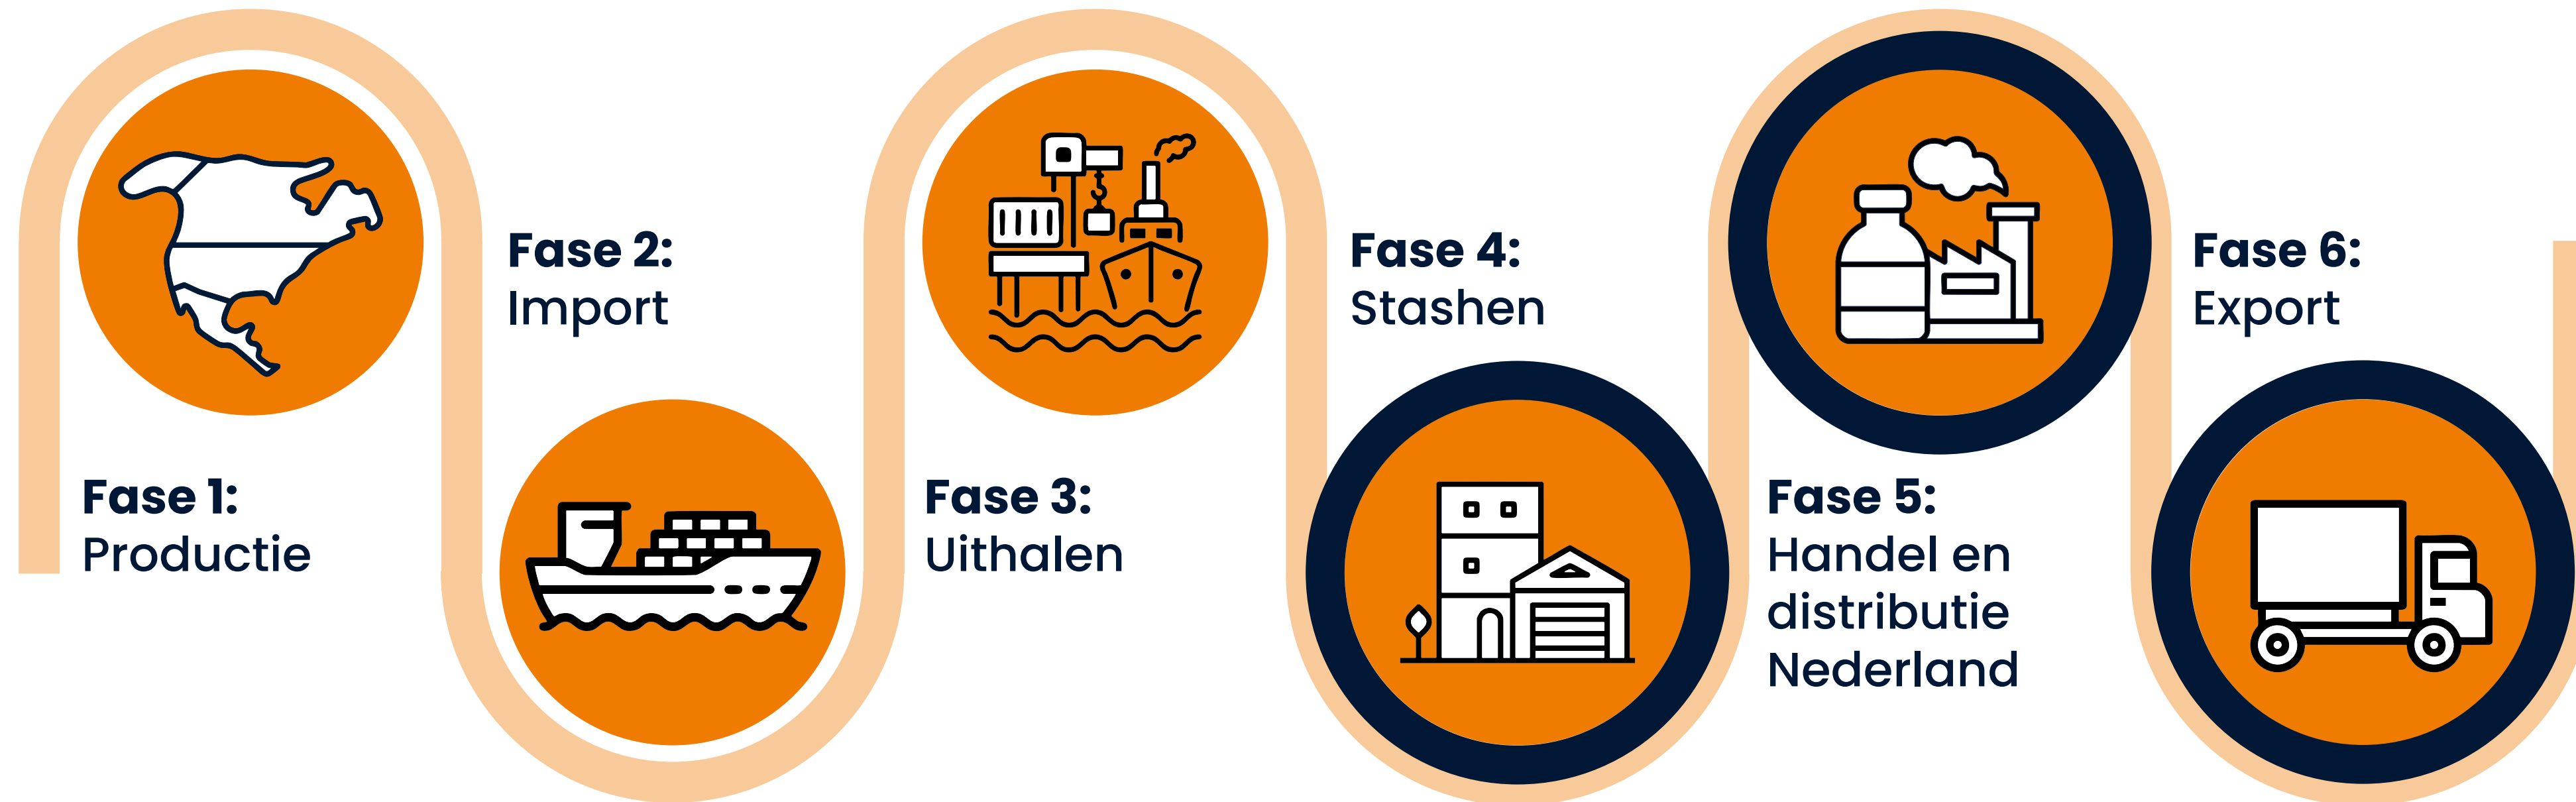 Fase 1:
Productie
Fase 2:
Import
Fase 3:
Uithalen
Fase 4:
Stashen
Fase 5:
Handel en
distributie
Nederland
Fase 6:
Export